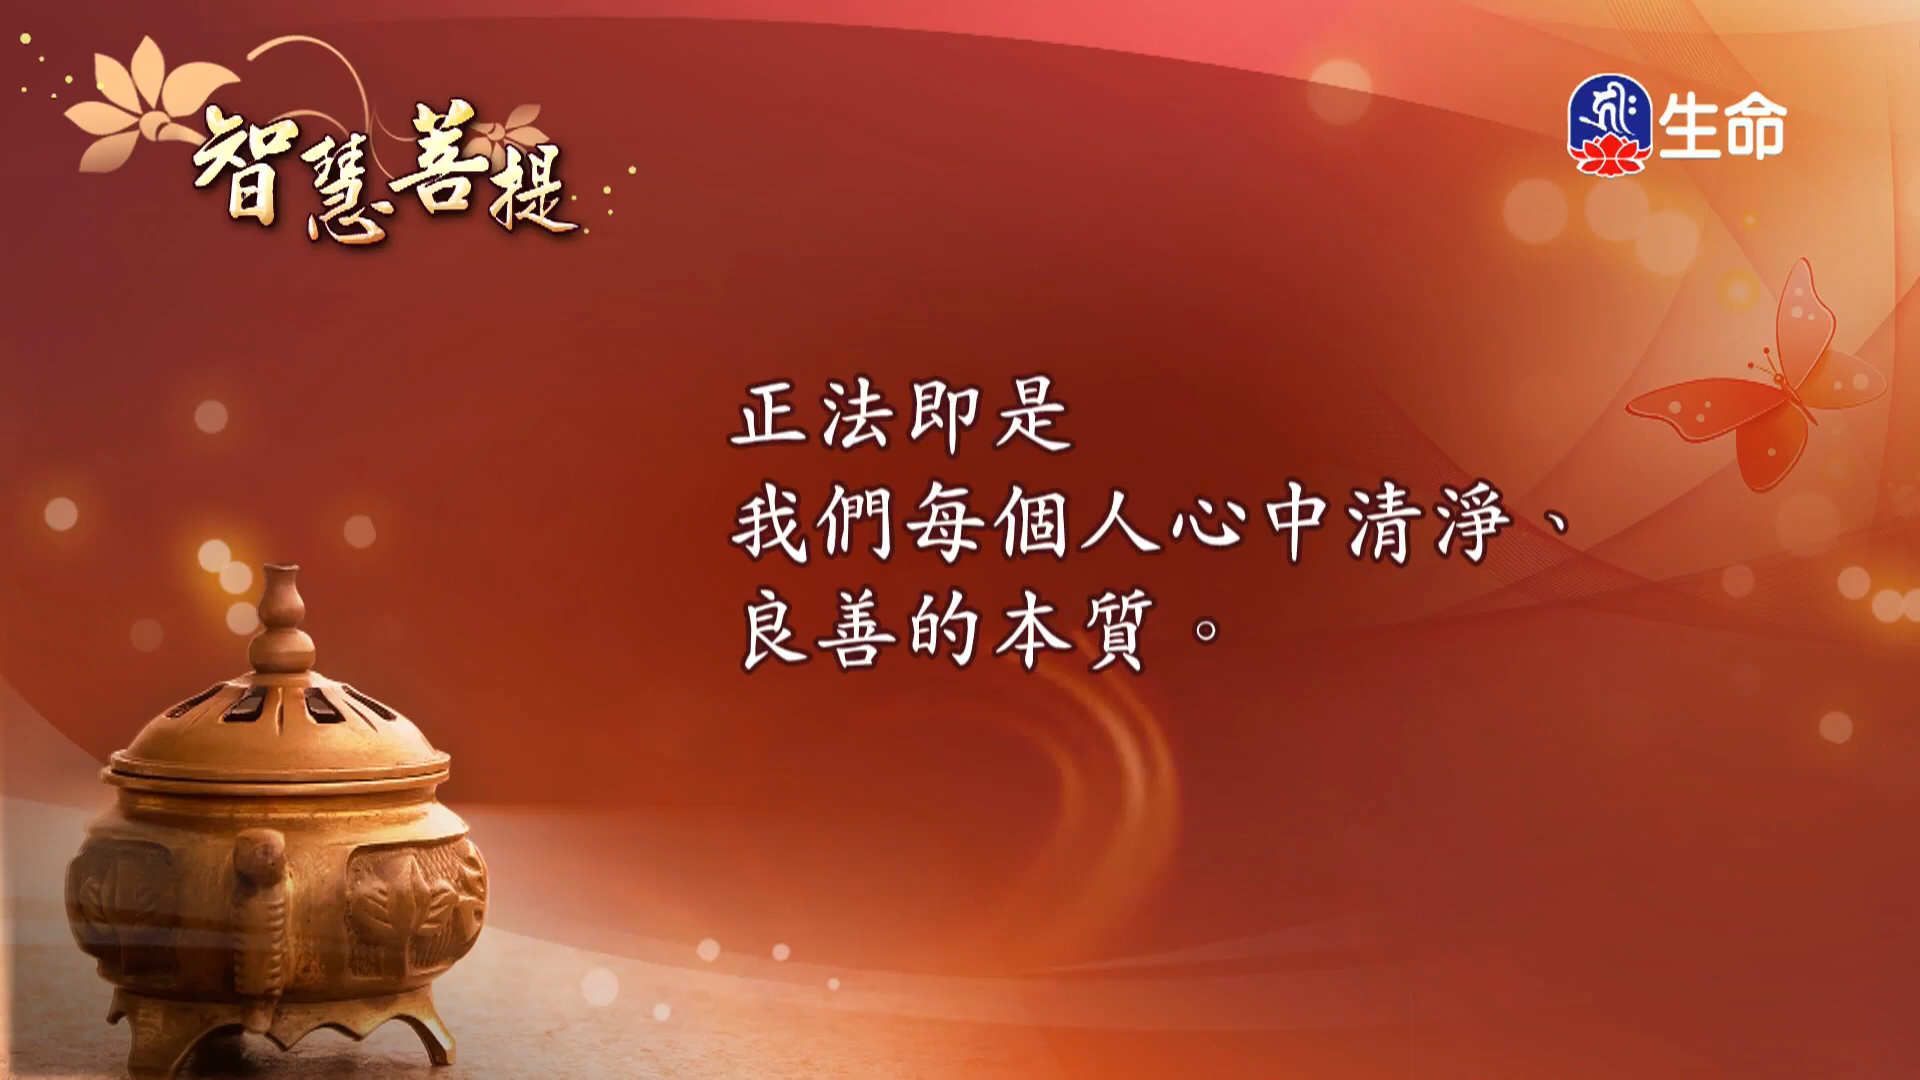 智慧菩提
生命
正法即是
我們每個人心中清淨、
良善的本質。